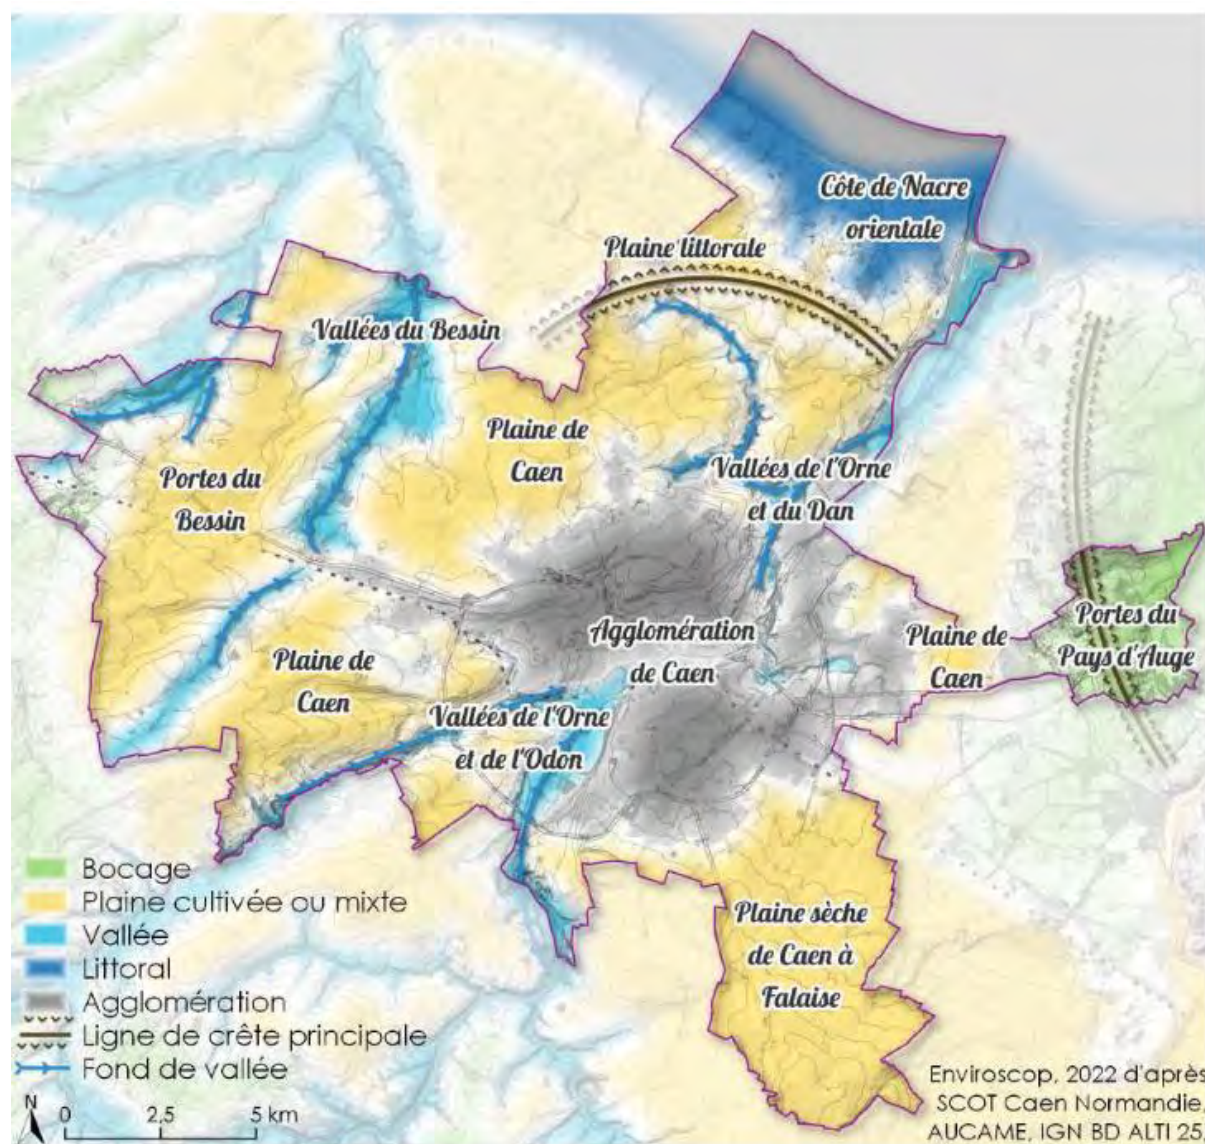 Côte de Nacre
orientale
Plaine littorale
Vallées du Bessin
Plaine de
Caen
Portes du
Bessin
Vallées de l'Orne
et du Dan
Agglomération
de Caen
Plaine de
Caen
Portes du
Pays d'Auge
Plaine de
Caen
Vallées de l'Orne
et de l'Odon
Plaine sèche
de Caen à
Falaise
Bocage
Plaine cultivée ou mixte
Vallée
Littoral
Agglomération
Ligne de crête principale
Fond de vallée
N
0 2,5 5 km
Enviroscop, 2022 d'après
SCOT Caen Normandie,
AUCAME, IGN BD ALTI 25